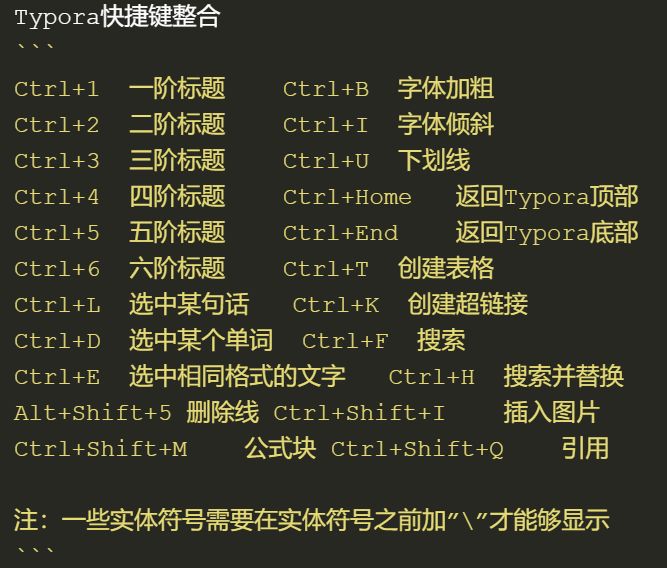 Typora快捷键整合
```
Ctrl+1  一阶标题    Ctrl+B  字体加粗
Ctrl+2  二阶标题    Ctrl+I  字体倾斜
Ctrl+3  三阶标题    Ctrl+U  下划线
Ctrl+4  四阶标题    Ctrl+Home   返回Typora顶部
Ctrl+5  五阶标题    Ctrl+End    返回Typora底部
Ctrl+6  六阶标题    Ctrl+T  创建表格
Ctrl+L  选中某句话   Ctrl+K  创建超链接
Ctrl+D  选中某个单词  Ctrl+F  搜索
Ctrl+E  选中相同格式的文字   Ctrl+H  搜索并替换
Alt+Shift+5 删除线 Ctrl+Shift+I    插入图片
Ctrl+Shift+M    公式块 Ctrl+Shift+Q    引用
注：一些实体符号需要在实体符号之前加”\”才能够显示
```